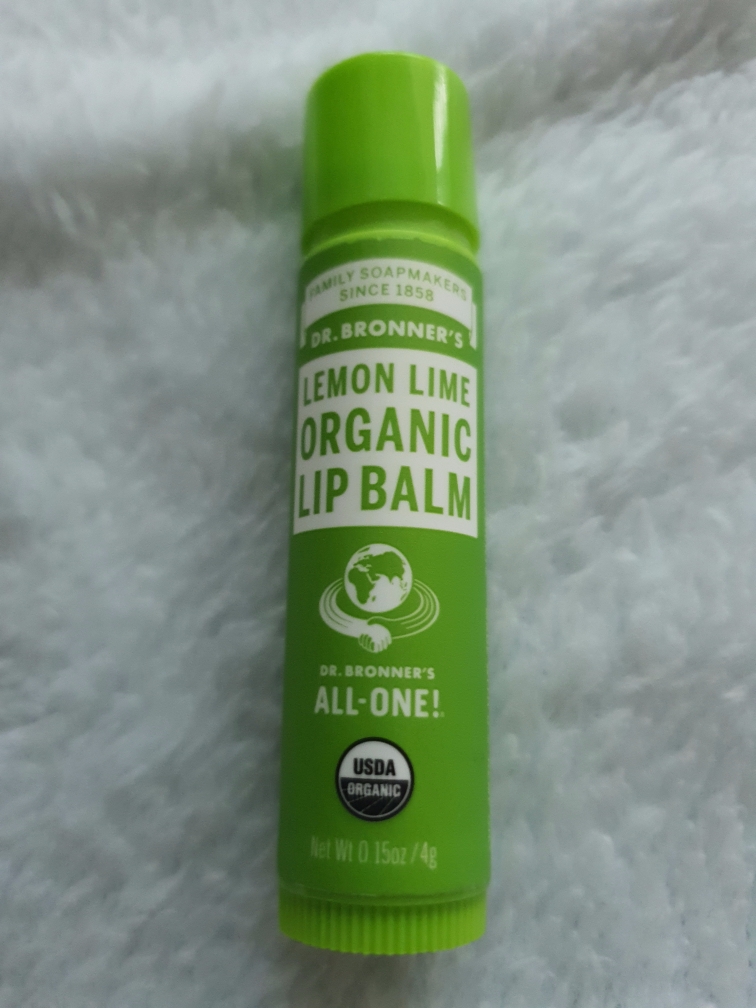 FAMILY SOAPMAKERS
SINCE 1858
DR. BRONNER'S
LEMON LIME
ORGANIC
LIP BALM
DR. BRONNER'S
ALL-ONE!
USDA
ORGANIC
Net Wt 0.15oz / 4g